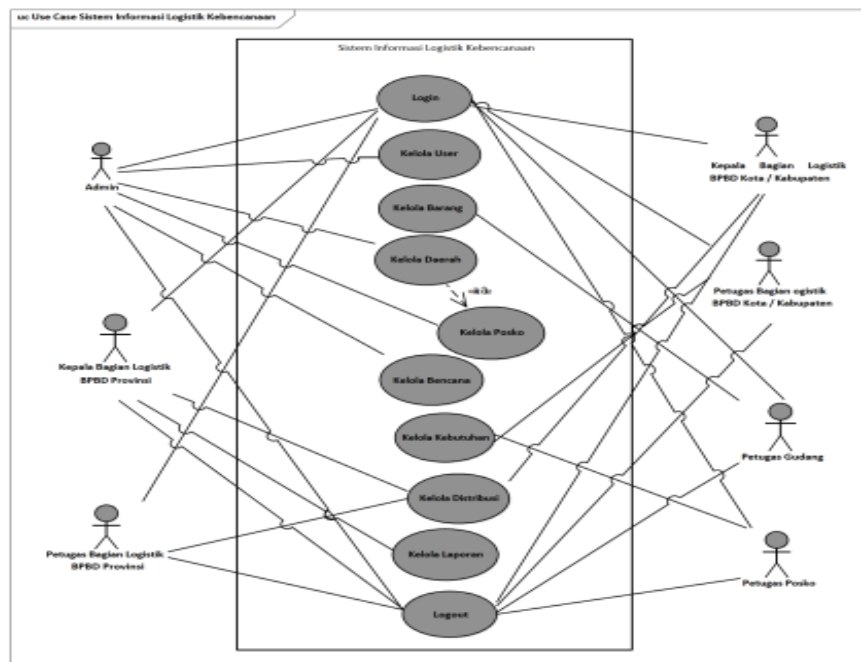 uc Use Case Sistem Informasi Logistik Kebencanaan
Sistem Informasi Logistik Kebencanaan
Login
Kelola User
Kelola Barang
Kelola Daerah
Kelola Posko
Kelola Bencana
Kelola Kebutuhan
Kelola Distribusi
Kelola Laporan
Logout
Admin
Kepala Bagian Logistik
BPBD Provinsi
Petugas Bagian Logistik
BPBD Provinsi
Kepala Bagian Logistik
BPBD Kota / Kabupaten
Petugas Bagian ogistik
BPBD Kota / Kabupaten
Petugas Gudang
Petugas Posko